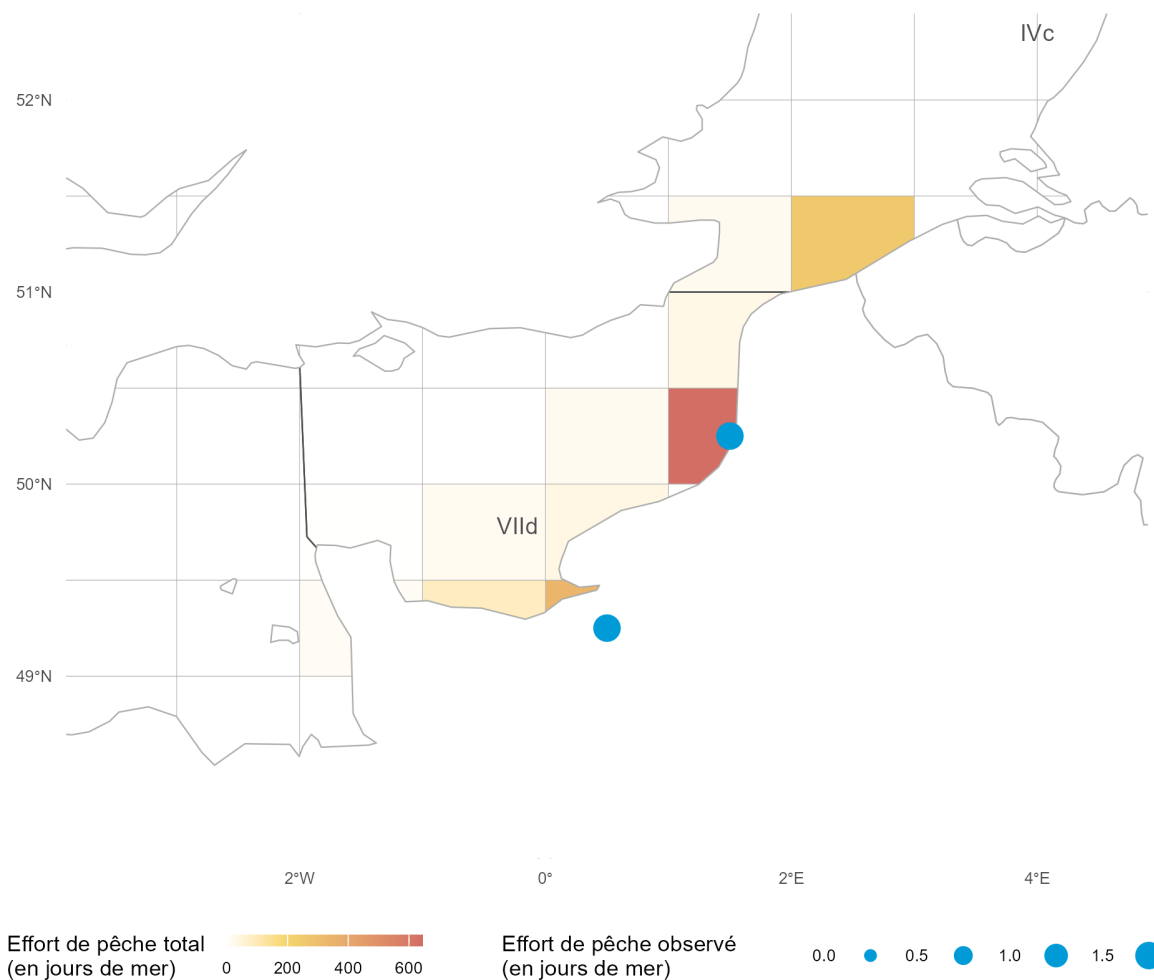 IVc
52°N
51°N
50°N
VIId
49°N
2°W 0° 2°E 4°E
Effort de pêche total
(en jours de mer)
0 200 400 600
Effort de pêche observé
(en jours de mer)
0.0 0.5 1.0 1.5